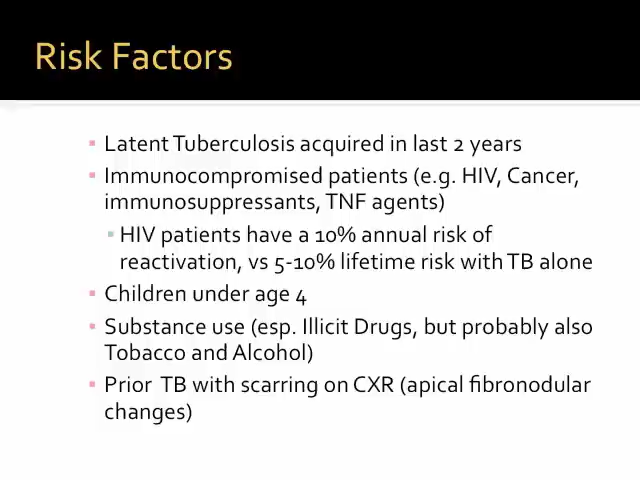 Risk Factors
▪ Latent Tuberculosis acquired in last 2 years
▪ Immunocompromised patients (e.g. HIV, Cancer,
immunosuppressants, TNF agents)
▪ HIV patients have a 10% annual risk of
reactivation, vs 5-10% lifetime risk with TB alone
▪ Children under age 4
▪ Substance use (esp. Illicit Drugs, but probably also
Tobacco and Alcohol)
▪ Prior TB with scarring on CXR (apical fibronodular
changes)